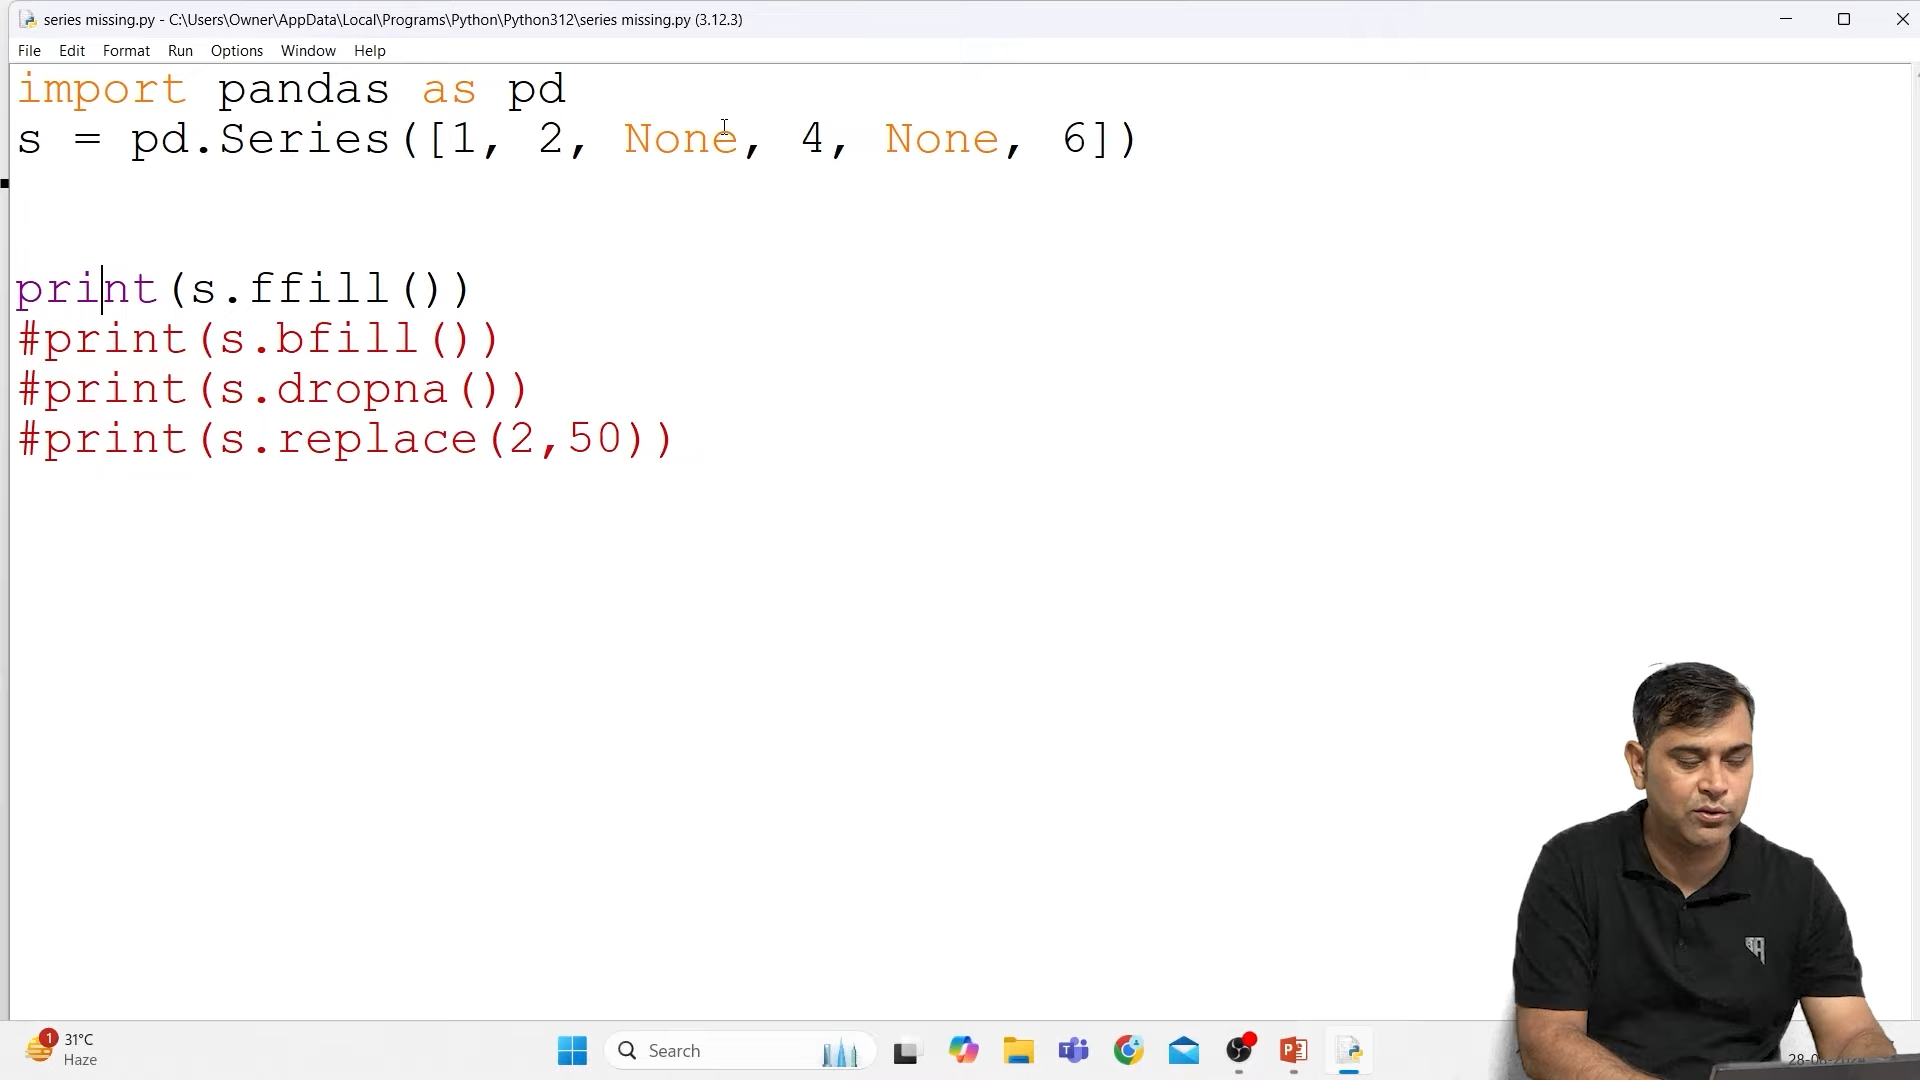 series missing.py - C:\Users\Owner\AppData\Local\Programs\Python\Python312\series missing.py (3.12.3)
File Edit Format Run Options Window Help
import pandas as pd
s = pd.Series([1, 2, None, 4, None, 6])
print(s.ffill())
#print(s.bfill())
#print(s.dropna())
#print(s.replace(2,50))
1
31°C
Haze
Search